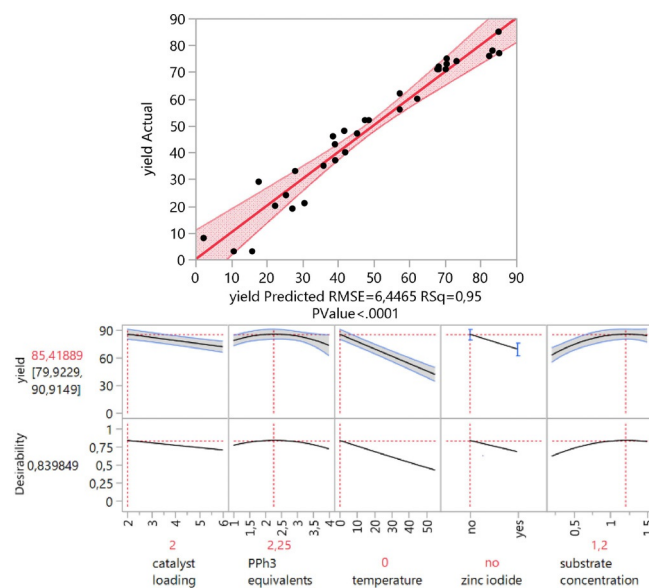 90
80
70
60
50
40
30
20
10
0
yield Actual
0 10 20 30 40 50 60 70 80 90
yield Predicted RMSE=6,4465 RSq=0,95
PValue<.0001
yield
85,41889
[79,9229,
90,9149]
90
60
30
0
Desirability
0,839849
1
0,75
0,5
0,25
0
2 3 4 5 6
1 1,5 2 2,5 3 3,5 4
0 10 20 30 40 50
no yes
0,5 1 1,5
2 2,25 0 no 1,2
catalyst
loading
PPh3
equivalents
temperature
zinc iodide
substrate
concentration